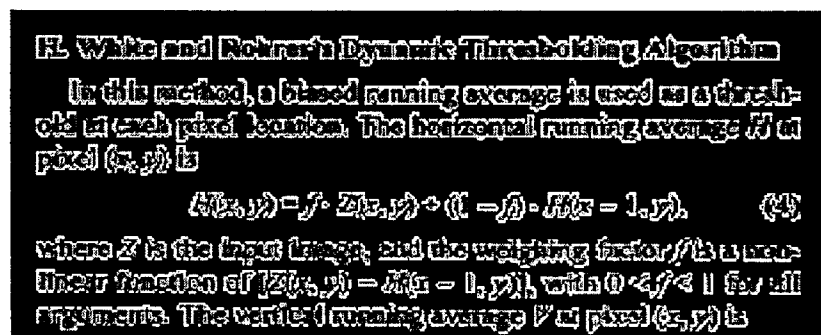 H. White and Rohrer's Dynamic Thresholding Algorithm
In this method, a biased running average is used as a thresh-
old at each pixel location. The horizontal running average H at
pixel (x, y) is
H(x, y) = f · Z(x, y) + (1 − f) · H(x − 1, y), (4)
where Z is the input image, and the weighing factor f is a non-
linear function of [Z(x, y) − H(x − 1, y)], with 0 < f < 1 for all
arguments. The vertical running average V at pixel (x, y) is